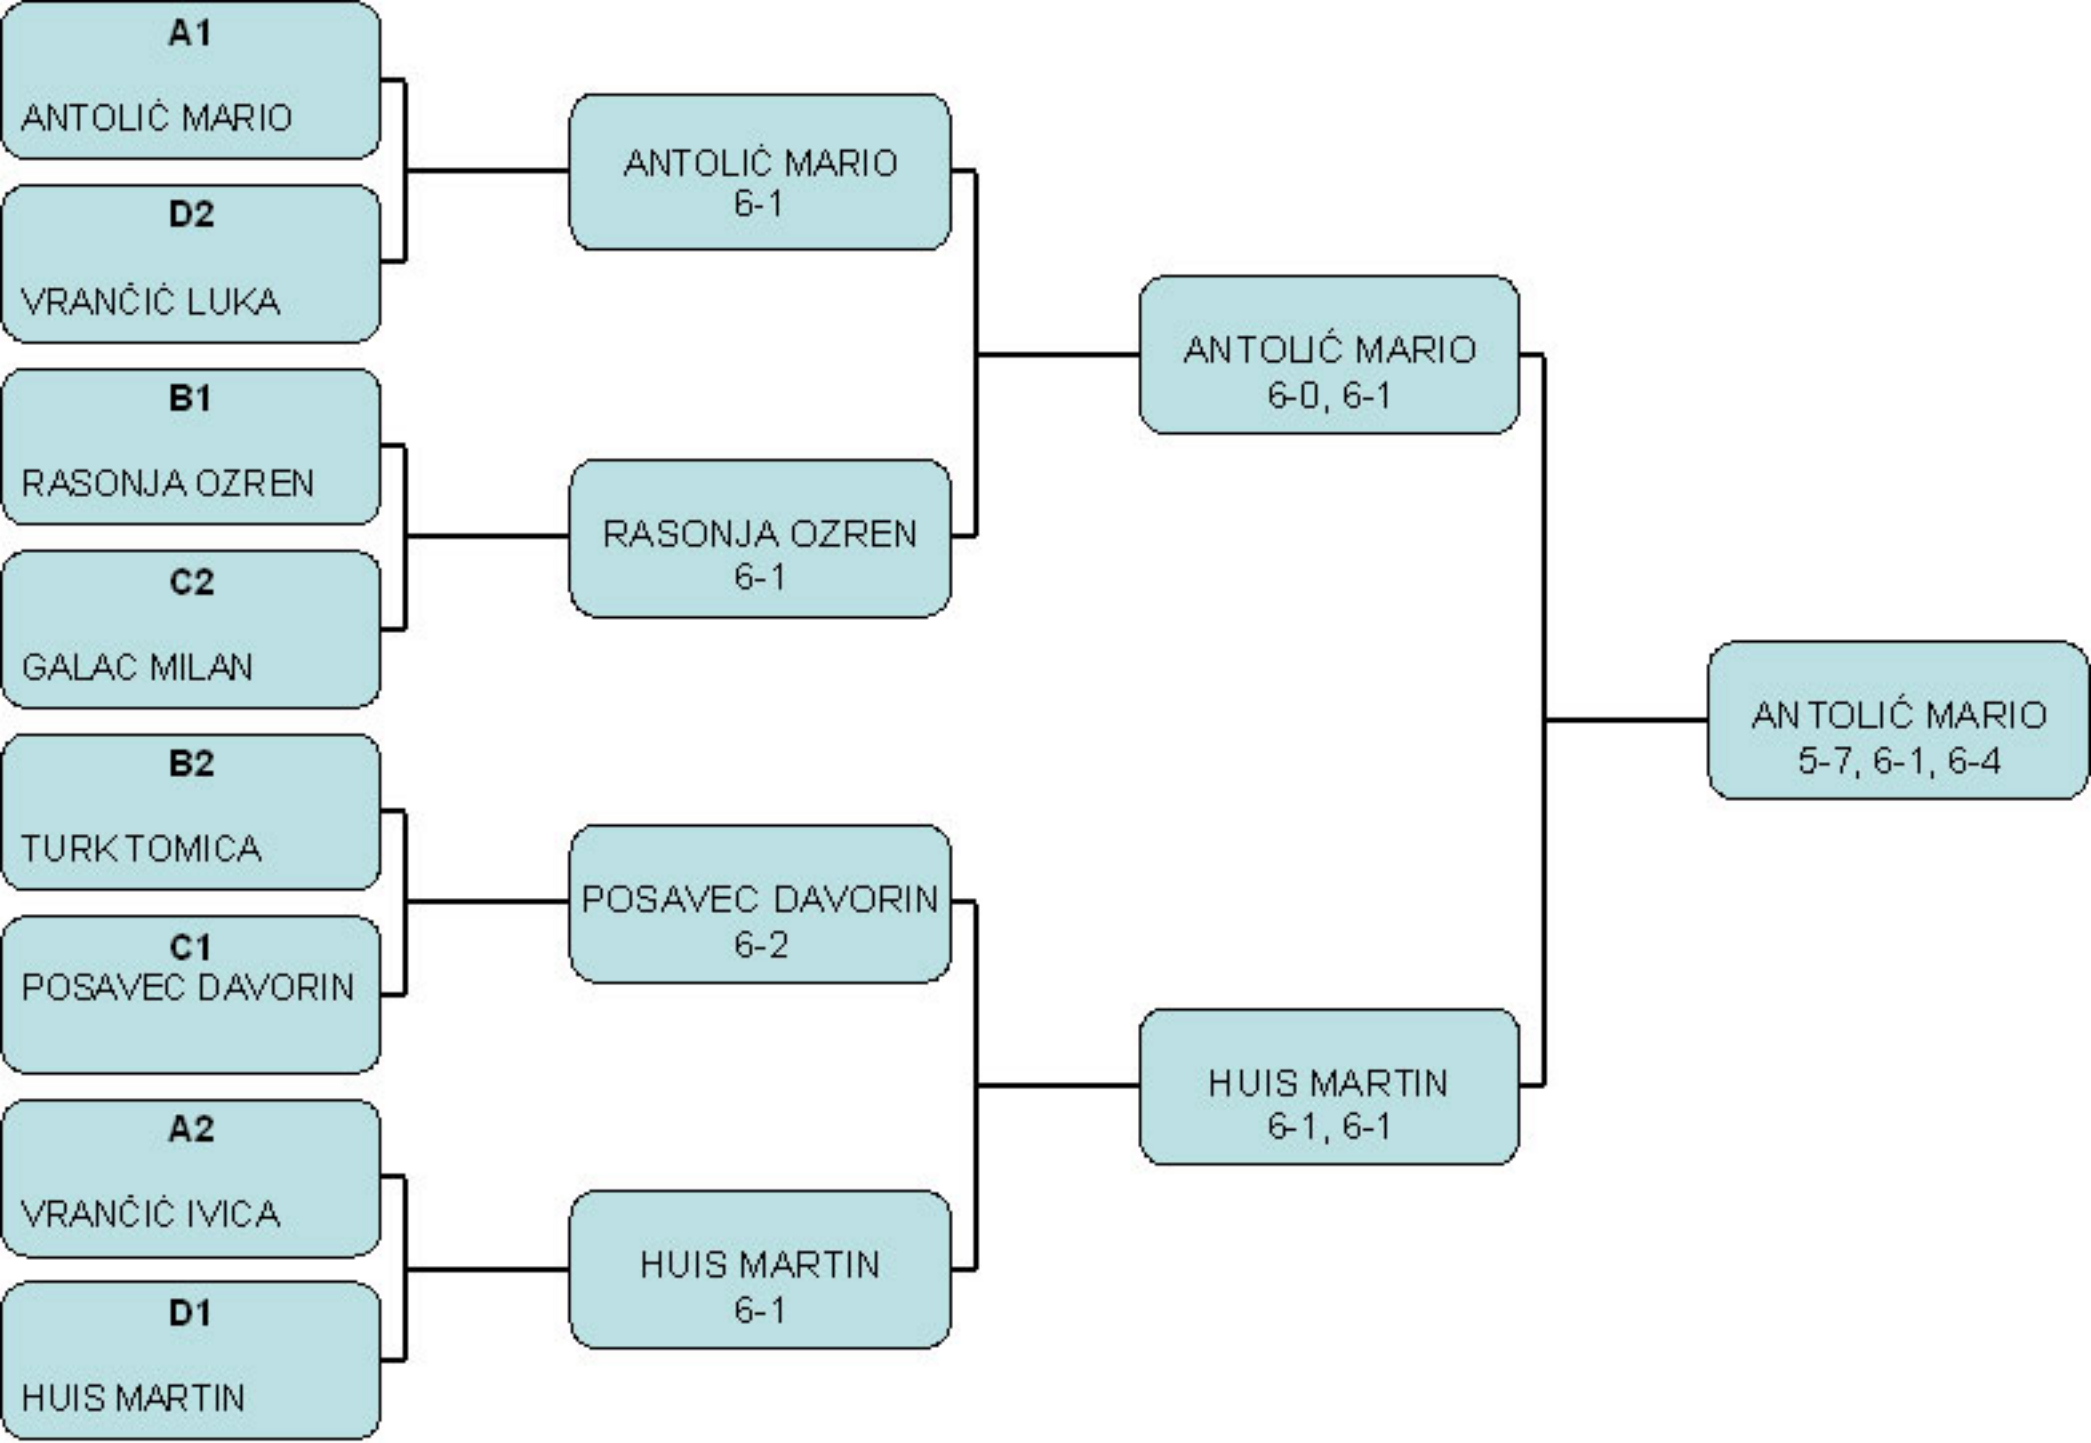 A1
ANTOLIĆ MARIO
D2
VRANČIĆ LUKA
B1
RASONJA OZREN
C2
GALAC MILAN
B2
TURK TOMICA
C1
POSAVEC DAVORIN
A2
VRANČIĆ IVICA
D1
HUIS MARTIN
ANTOLIĆ MARIO
6-1
RASONJA OZREN
6-1
POSAVEC DAVORIN
6-2
HUIS MARTIN
6-1
ANTOLIĆ MARIO
6-0, 6-1
HUIS MARTIN
6-1, 6-1
ANTOLIĆ MARIO
5-7, 6-1, 6-4